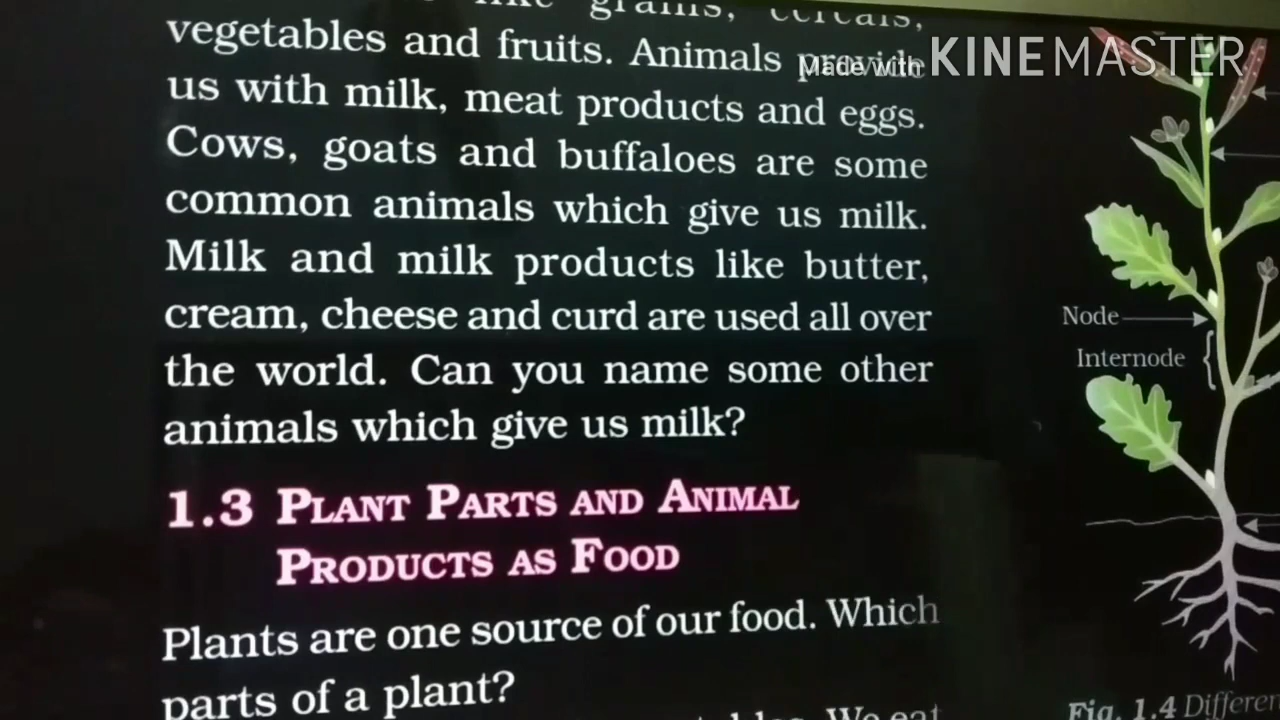 grains, cereals,
vegetables and fruits. Animals provide
us with milk, meat products and eggs.
Cows, goats and buffaloes are some
common animals which give us milk.
Milk and milk products like butter,
cream, cheese and curd are used all over
the world. Can you name some other
animals which give us milk?
1.3 PLANT PARTS AND ANIMAL
PRODUCTS AS FOOD
Plants are one source of our food. Which
parts of a plant?
We eat
Made with KINEMASTER
Node
Internode
Fig. 1.4